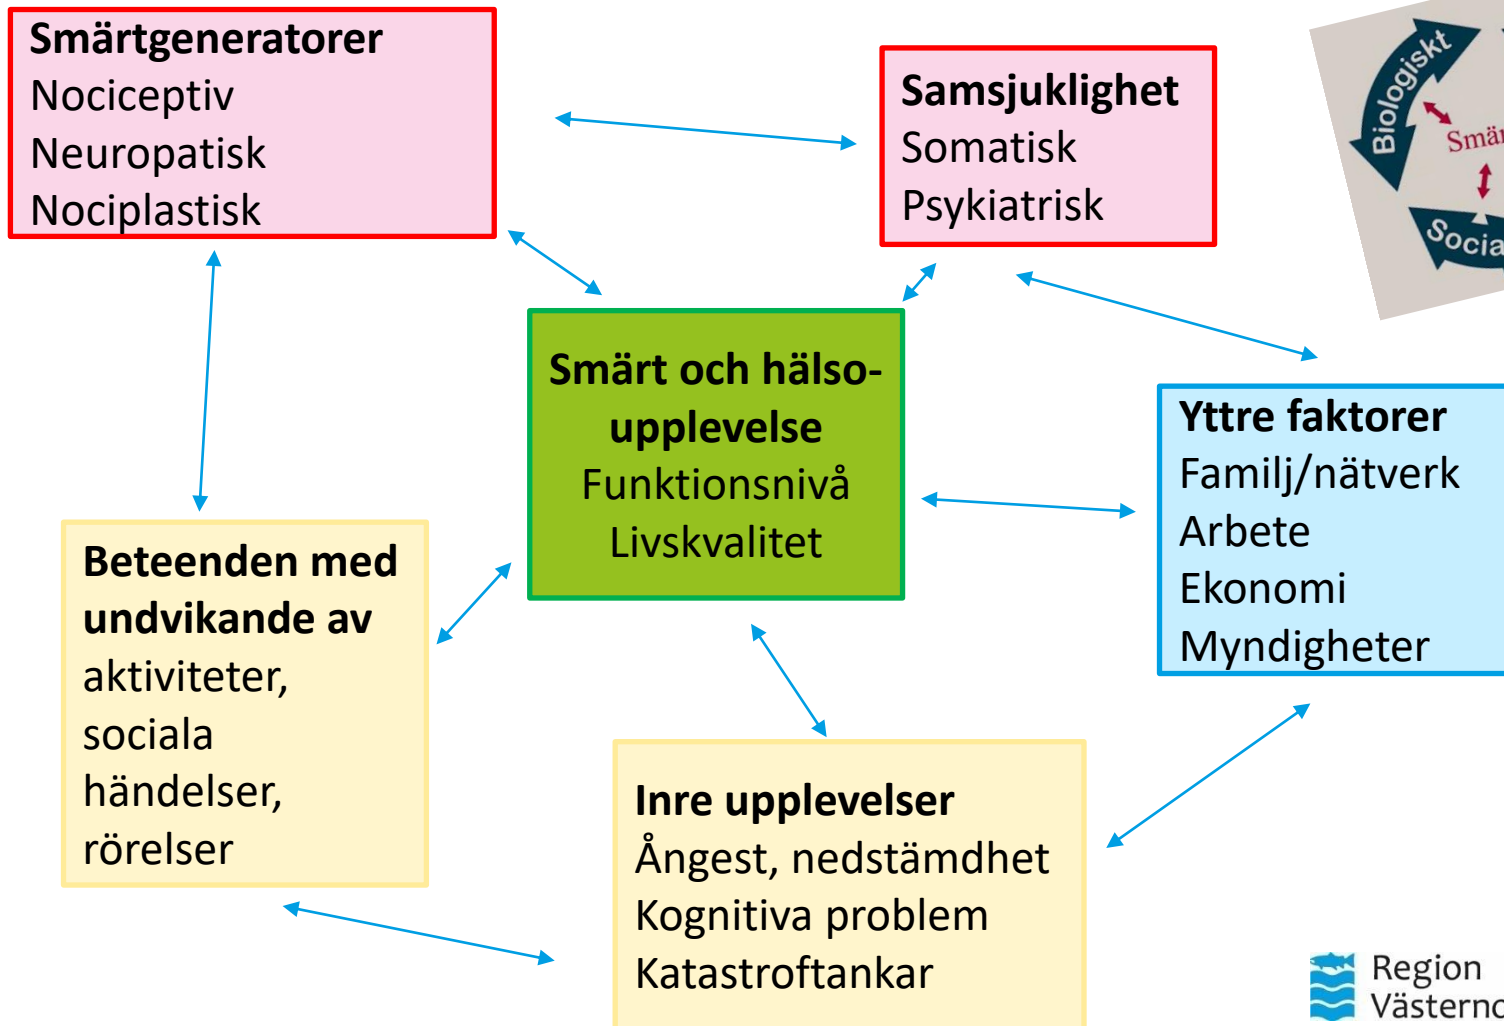 Smärtgeneratorer
Nociceptiv
Neuropatisk
Nociplastisk
Samsjuklighet
Somatisk
Psykiatrisk
Biologiskt
Smärt och hälso-
upplevelse
Funktionsnivå
Livskvalitet
Yttre faktorer
Familj/nätverk
Arbete
Ekonomi
Myndigheter
Beteenden med
undvikande av
aktiviteter,
sociala
händelser,
rörelser
Inre upplevelser
Ångest, nedstämdhet
Kognitiva problem
Katastroftankar
Region